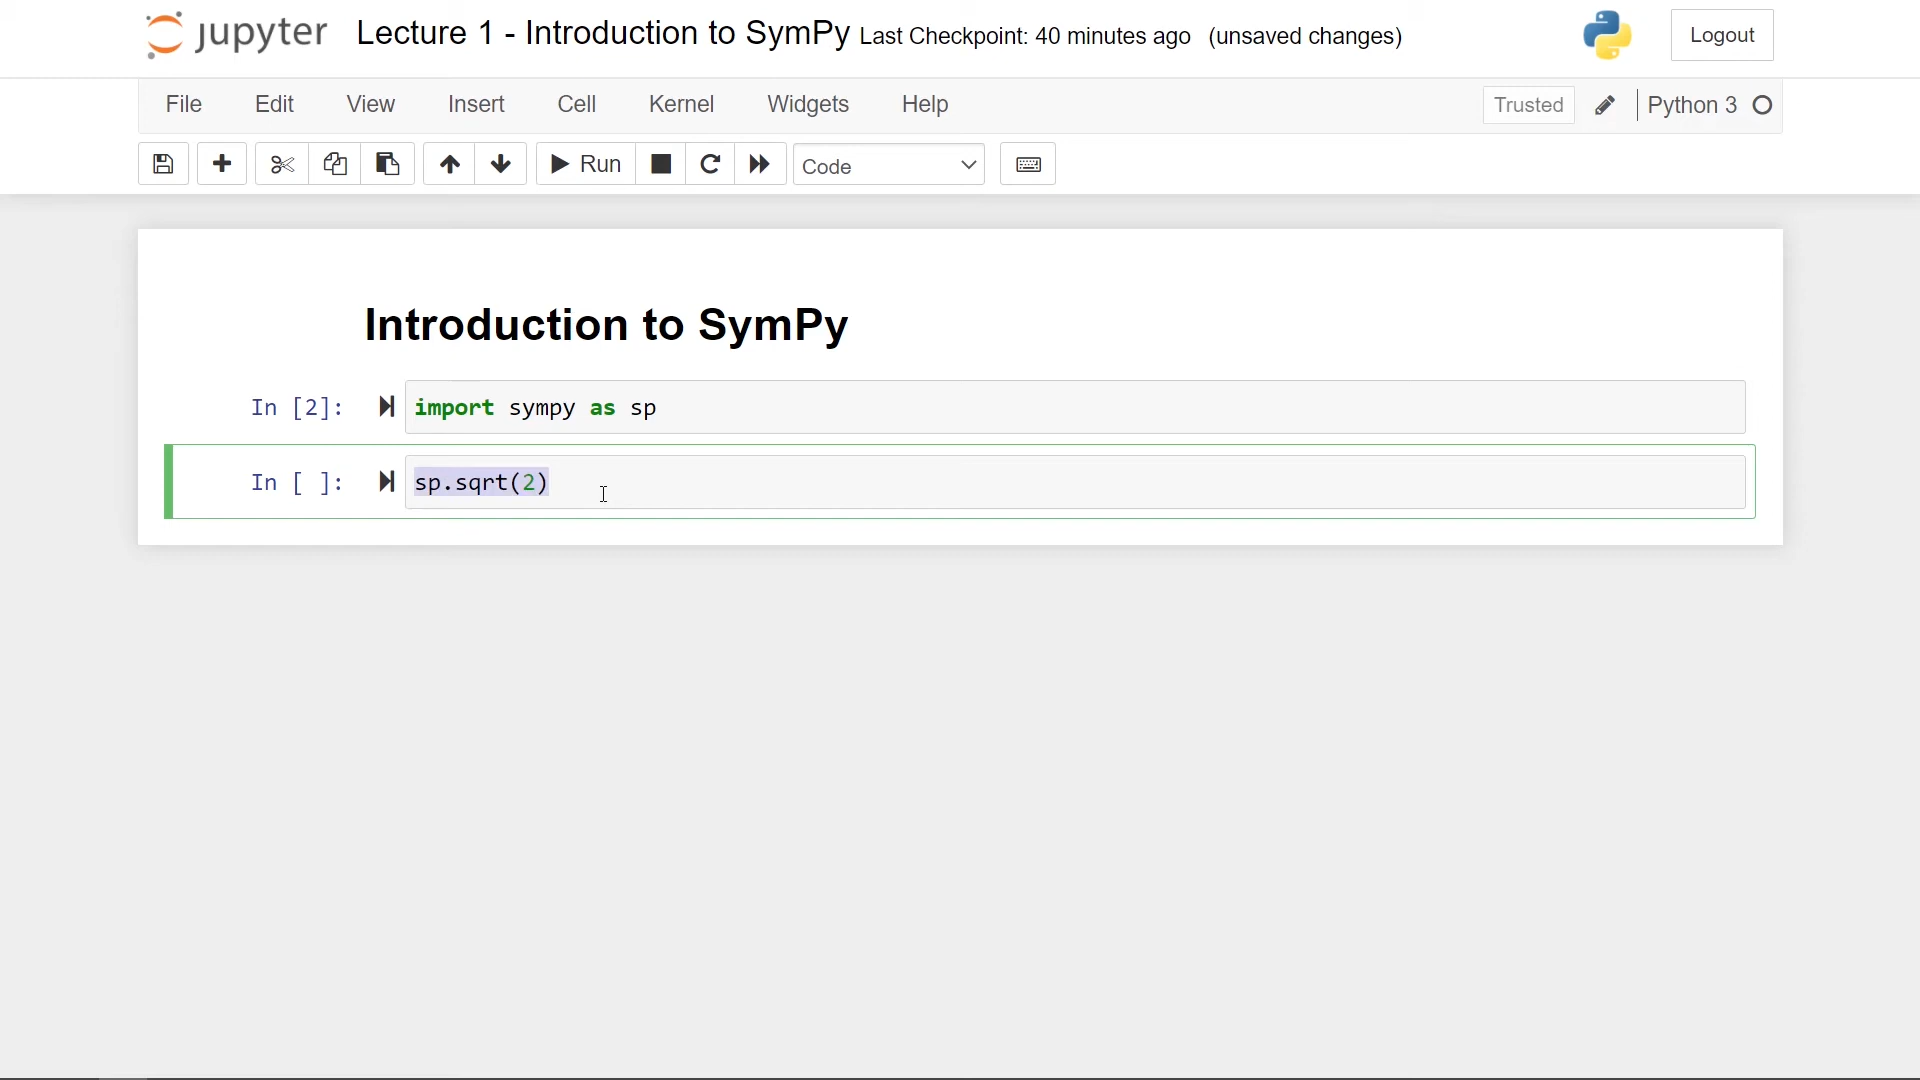 jupyter Lecture 1 - Introduction to SymPy Last Checkpoint: 40 minutes ago (unsaved changes) Logout
File Edit View Insert Cell Kernel Widgets Help Trusted Python 3
Run Code
Introduction to SymPy
In [2]: import sympy as sp
In [ ]: sp.sqrt(2)